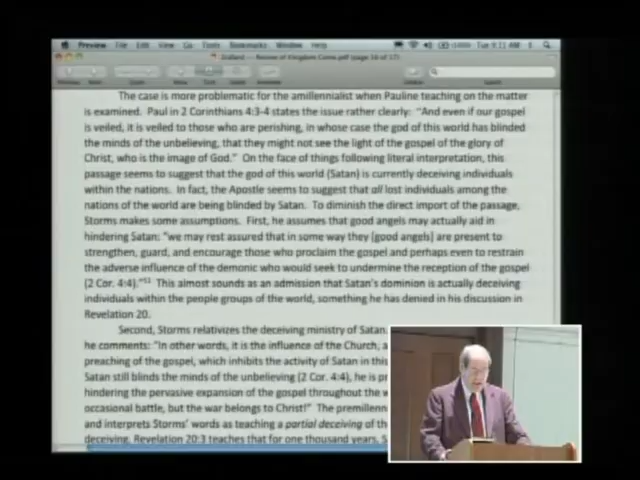 Preview File Edit View Go Tools Bookmarks Window Help Tue 9:11 AM
Review of Kingdom Come.pdf (page 16 of 17)
The case is more problematic for the amillennialist when Pauline teaching on the matter
is examined. Paul in 2 Corinthians 4:3-4 states the issue rather clearly: "And even if our gospel
is veiled, it is veiled to those who are perishing, in whose case the god of this world has blinded
the minds of the unbelieving, that they might not see the light of the gospel of the glory of
Christ, who is the image of God." On the face of things following literal interpretation, this
passage seems to suggest that the god of this world (Satan) is currently deceiving individuals
within the nations. In fact, the Apostle seems to suggest that all lost individuals among the
nations of the world are being blinded by Satan. To diminish the direct import of the passage,
Storms makes some assumptions. First, he assumes that good angels may actually aid in
hindering Satan: "we may rest assured that in some way they [good angels] are present to
strengthen, guard, and encourage those who proclaim the gospel and perhaps even to restrain
the adverse influence of the demonic who would seek to undermine the reception of the gospel
(2 Cor. 4:4)." This almost sounds as an admission that Satan's dominion is actually deceiving
individuals within the people groups of the world, something he has denied in his discussion in
Revelation 20.
Second, Storms relativizes the deceiving ministry of Satan.
he comments: "In other words, it is the influence of the Church, a
preaching of the gospel, which inhibits the activity of Satan in this
Satan still blinds the minds of the unbelieving (2 Cor. 4:4), he is pr
hindering the pervasive expansion of the gospel throughout the w
occasional battle, but the war belongs to Christ!" The premillenn
and interprets Storms' words as teaching a partial deceiving of th
deceiving. Revelation 20:3 teaches that for one thousand years, S